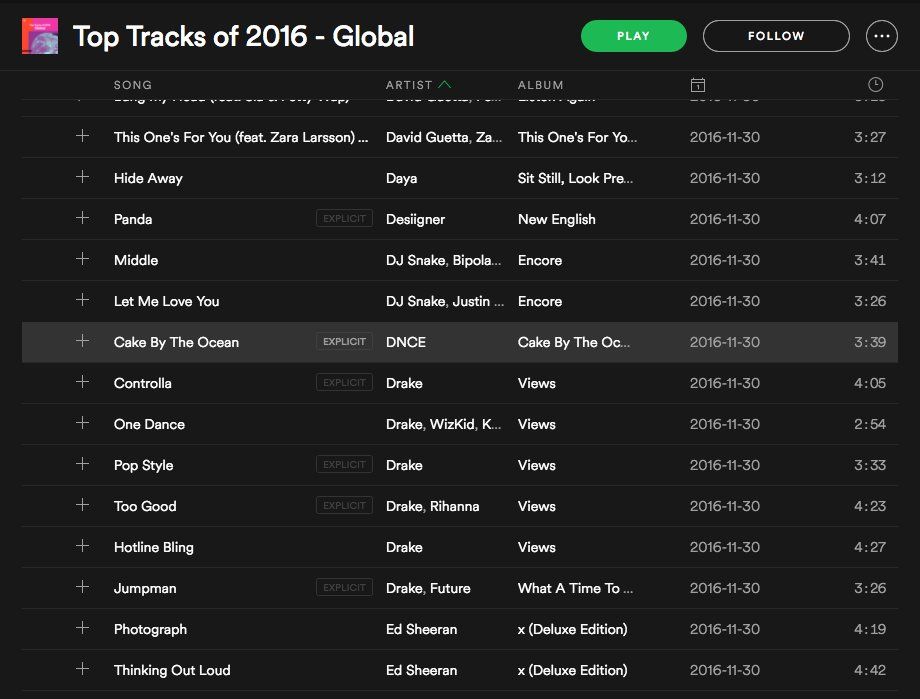 Top Tracks of 2016 - Global
PLAY
FOLLOW
SONG ARTIST ALBUM
This One's For You (feat. Zara Larsson) ... David Guetta, Za... This One's For Yo... 2016-11-30 3:27
Hide Away Daya Sit Still, Look Pre... 2016-11-30 3:12
Panda EXPLICIT Desiigner New English 2016-11-30 4:07
Middle DJ Snake, Bipola... Encore 2016-11-30 3:41
Let Me Love You DJ Snake, Justin ... Encore 2016-11-30 3:26
Cake By The Ocean EXPLICIT DNCE Cake By The Oc... 2016-11-30 3:39
Controlla EXPLICIT Drake Views 2016-11-30 4:05
One Dance Drake, WizKid, K... Views 2016-11-30 2:54
Pop Style EXPLICIT Drake Views 2016-11-30 3:33
Too Good EXPLICIT Drake, Rihanna Views 2016-11-30 4:23
Hotline Bling Drake Views 2016-11-30 4:27
Jumpman EXPLICIT Drake, Future What A Time To ... 2016-11-30 3:26
Photograph Ed Sheeran x (Deluxe Edition) 2016-11-30 4:19
Thinking Out Loud Ed Sheeran x (Deluxe Edition) 2016-11-30 4:42